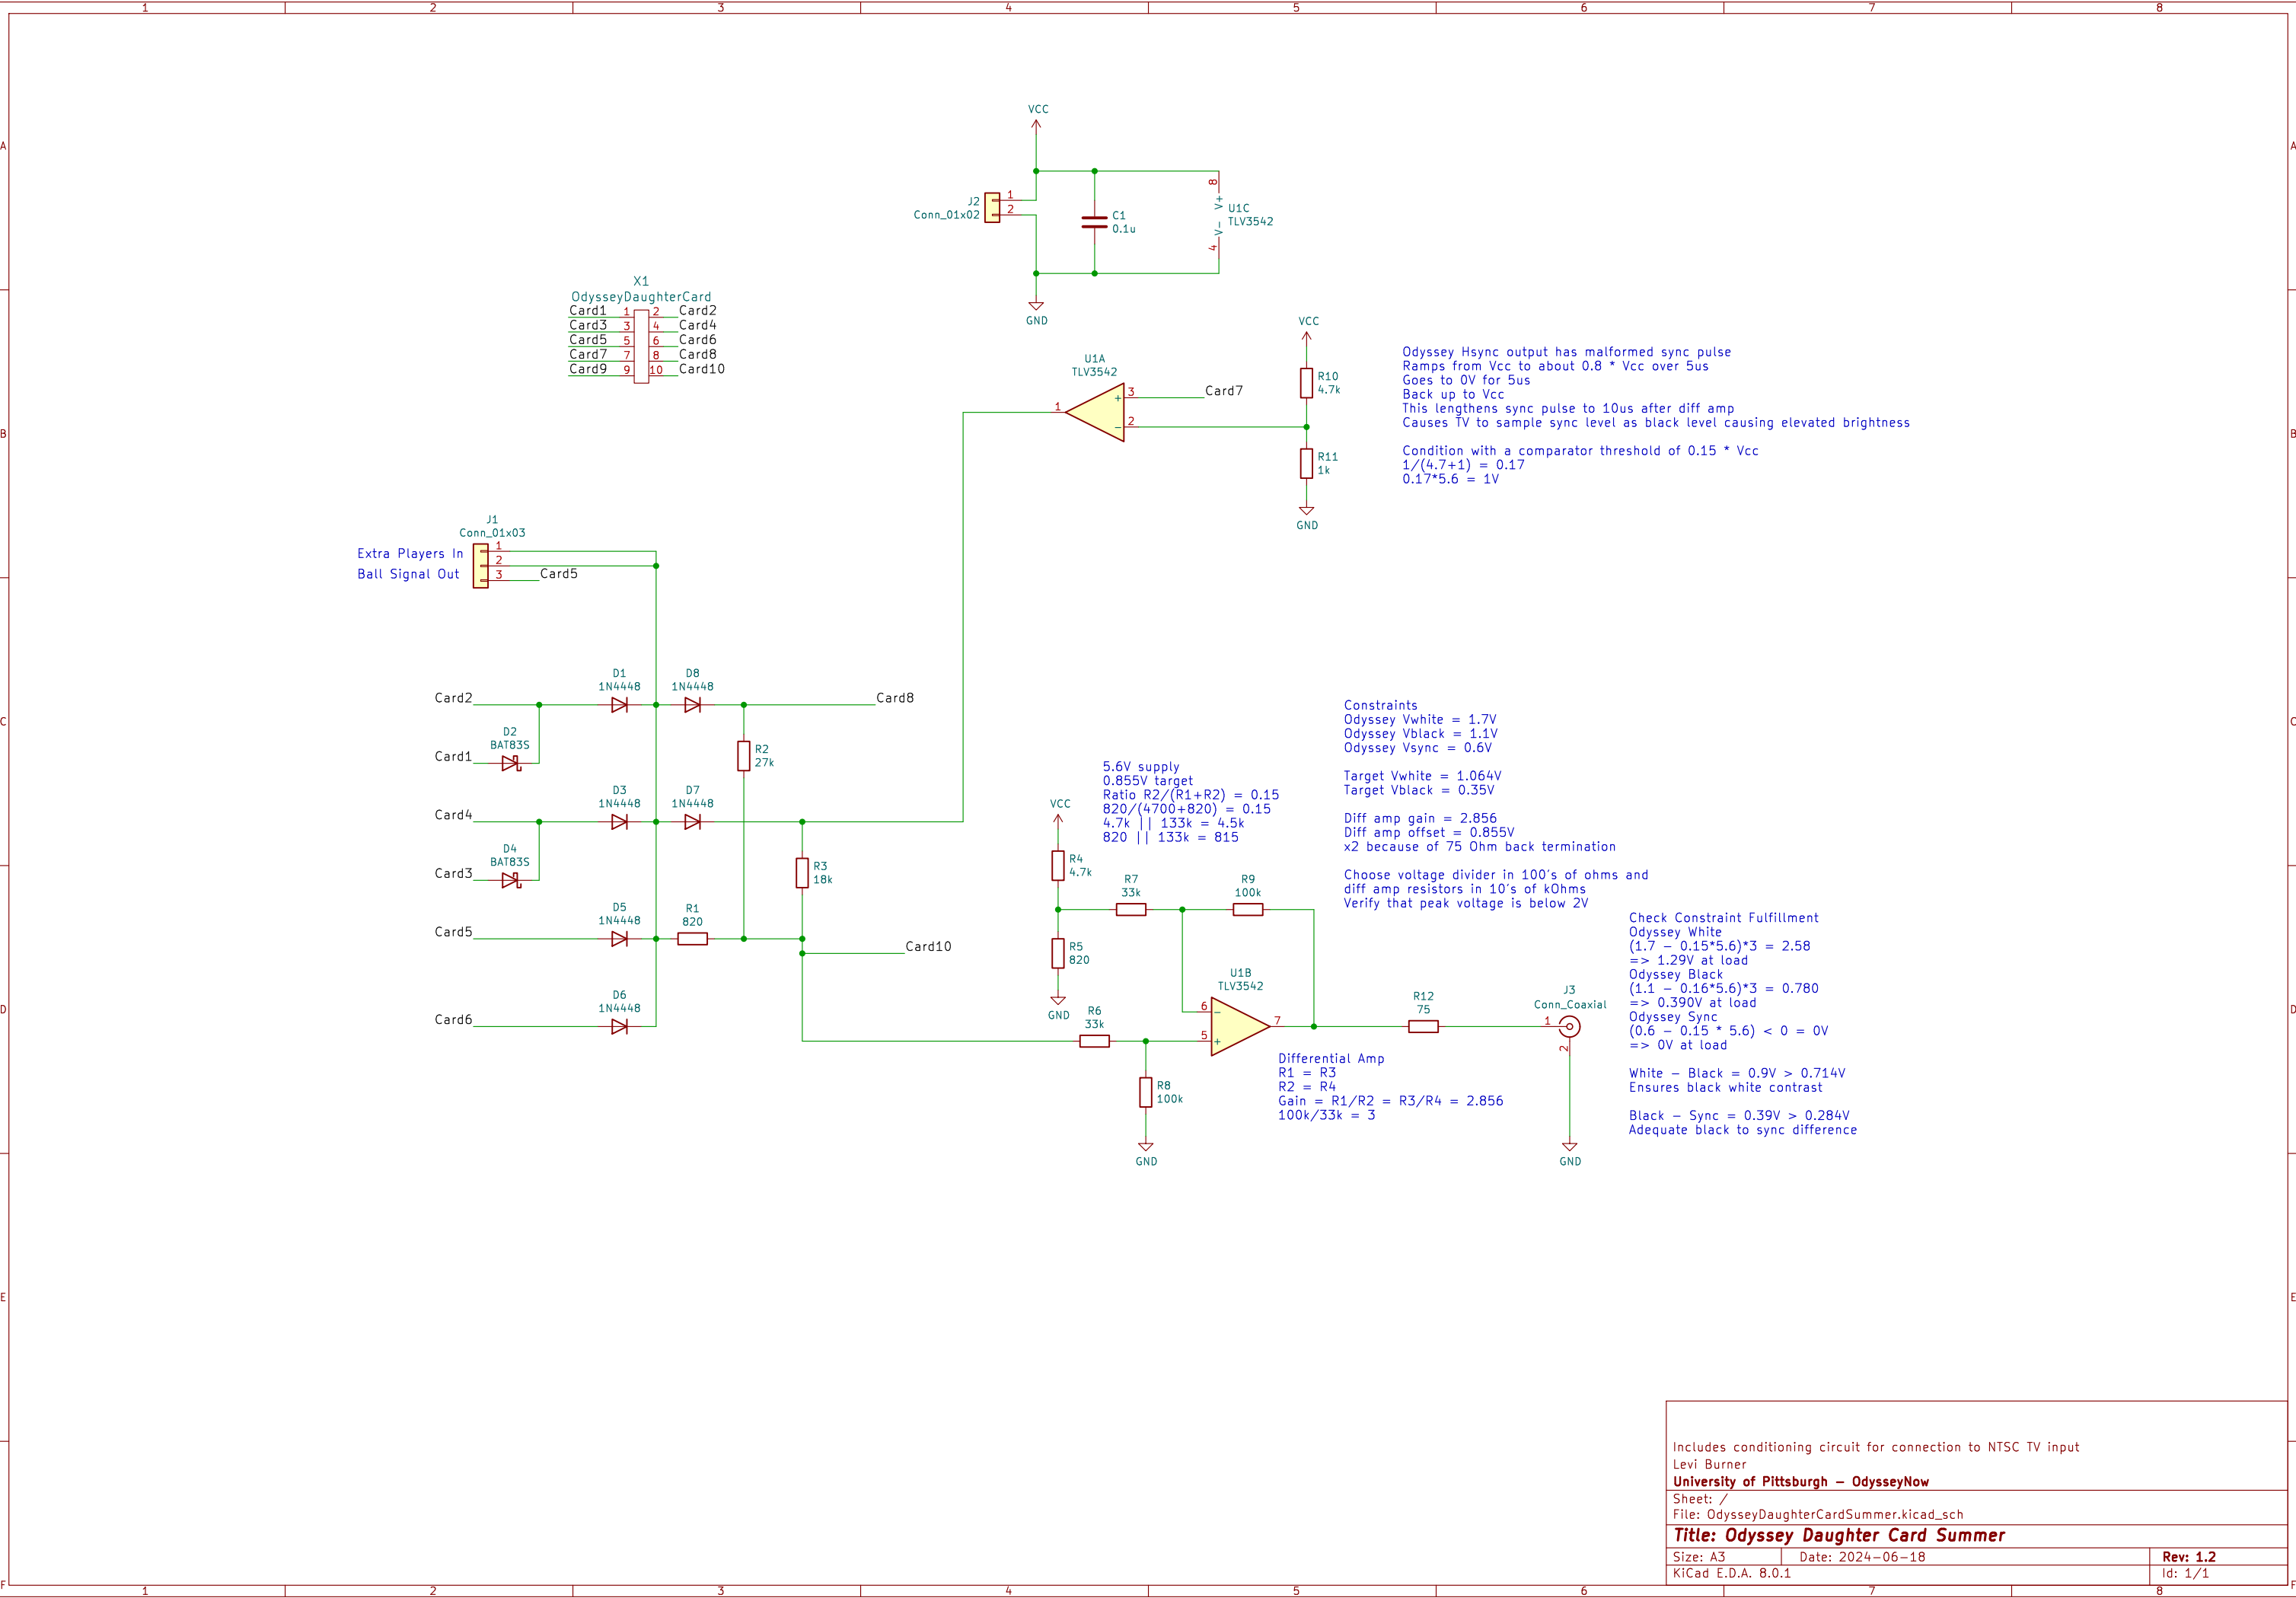 1 2 3 4 5 6 7 8
A
B
C
D
E
F
VCC
J2
Conn_01x02
1
2
C1
0.1u
8
V+
V-
4
U1C
TLV3542
GND
X1
OdysseyDaughterCard
Card1 1 2 Card2
Card3 3 4 Card4
Card5 5 6 Card6
Card7 7 8 Card8
Card9 9 10 Card10
U1A
TLV3542
1
+ 3 Card7
- 2
VCC
R10
4.7k
R11
1k
GND
Odyssey Hsync output has malformed sync pulse
Ramps from Vcc to about 0.8 * Vcc over 5us
Goes to 0V for 5us
Back up to Vcc
This lengthens sync pulse to 10us after diff amp
Causes TV to sample sync level as black level causing elevated brightness
Condition with a comparator threshold of 0.15 * Vcc
1/(4.7+1) = 0.17
0.17*5.6 = 1V
J1
Conn_01x03
Extra Players In
Ball Signal Out
1
2
3 Card5
D1
1N4448
D8
1N4448
Card2
Card8
D2
BAT83S
Card1
R2
27k
D3
1N4448
D7
1N4448
Card4
D4
BAT83S
Card3
R3
18k
D5
1N4448
R1
820
Card5
Card10
D6
1N4448
Card6
5.6V supply
0.855V target
Ratio R2/(R1+R2) = 0.15
820/(4700+820) = 0.15
4.7k || 133k = 4.5k
820 || 133k = 815
VCC
R4
4.7k
R7
33k
R9
100k
R5
820
GND
R6
33k
R8
100k
GND
U1B
TLV3542
6 -
5 +
7
Constraints
Odyssey Vwhite = 1.7V
Odyssey Vblack = 1.1V
Odyssey Vsync = 0.6V
Target Vwhite = 1.064V
Target Vblack = 0.35V
Diff amp gain = 2.856
Diff amp offset = 0.855V
x2 because of 75 Ohm back termination
Choose voltage divider in 100's of ohms and
diff amp resistors in 10's of kOhms
Verify that peak voltage is below 2V
Differential Amp
R1 = R3
R2 = R4
Gain = R1/R2 = R3/R4 = 2.856
100k/33k = 3
R12
75
J3
Conn_Coaxial
1
2
GND
Check Constraint Fulfillment
Odyssey White
(1.7 - 0.15*5.6)*3 = 2.58
=> 1.29V at load
Odyssey Black
(1.1 - 0.16*5.6)*3 = 0.780
=> 0.390V at load
Odyssey Sync
(0.6 - 0.15 * 5.6) < 0 = 0V
=> 0V at load
White - Black = 0.9V > 0.714V
Ensures black white contrast
Black - Sync = 0.39V > 0.284V
Adequate black to sync difference
Includes conditioning circuit for connection to NTSC TV input
Levi Burner
University of Pittsburgh - OdysseyNow
Sheet: /
File: OdysseyDaughterCardSummer.kicad_sch
Title: Odyssey Daughter Card Summer
Size: A3 Date: 2024-06-18 Rev: 1.2
KiCad E.D.A. 8.0.1 Id: 1/1
A
B
C
D
E
F
1 2 3 4 5 6 7 8